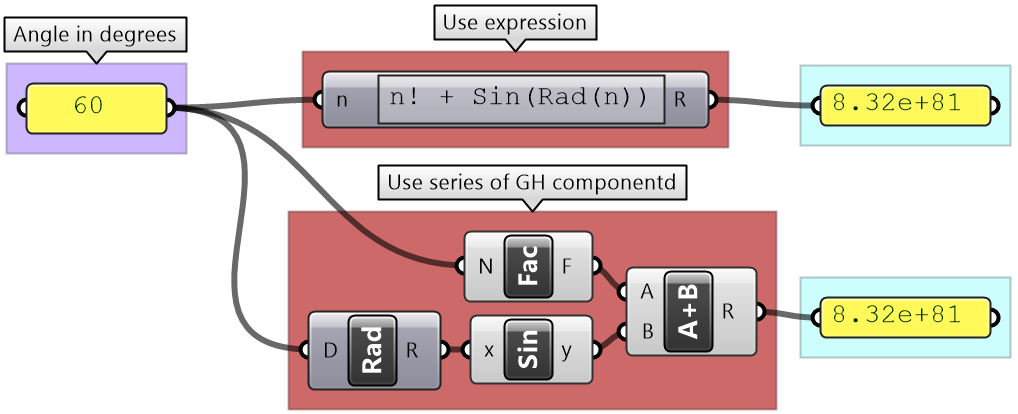 Angle in degrees
60
Use expression
n n! + Sin(Rad(n)) R
8.32e+81
Use series of GH componentd
N Fac F
D Rad R
x Sin y
A
B
A+B
R
8.32e+81